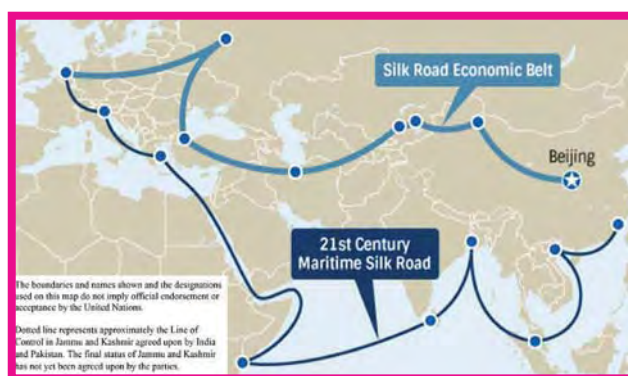 Silk Road Economic Belt
Beijing
21st Century
Maritime Silk Road
The boundaries and names shown and the designations
used on this map do not imply official endorsement or
acceptance by the United Nations.
Dotted line represents approximately the Line of
Control in Jammu and Kashmir agreed upon by India
and Pakistan. The final status of Jammu and Kashmir
has not yet been agreed upon by the parties.